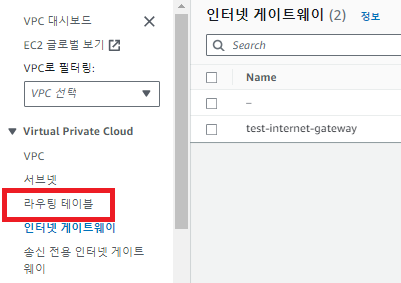 VPC 대시보드
EC2 글로벌 보기
VPC로 필터링:
VPC 선택
Virtual Private Cloud
VPC
서브넷
라우팅 테이블
인터넷 게이트웨이
송신 전용 인터넷 게이트
웨이
인터넷 게이트웨이 (2) 정보
Search
Name
–
test-internet-gateway